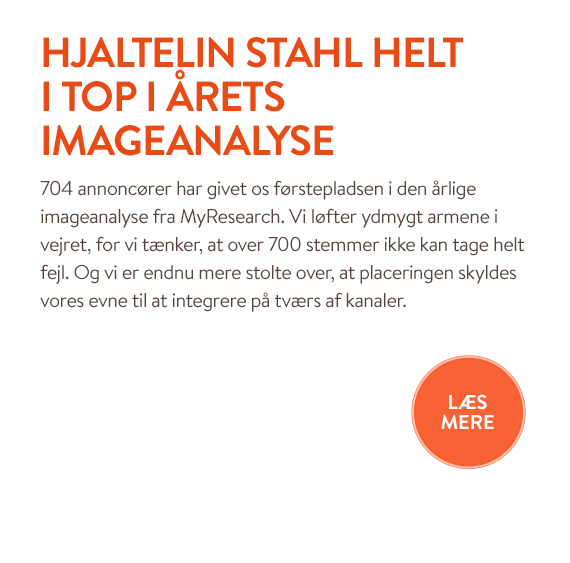 HJALTELIN STAHL HELT
I TOP I ÅRETS
IMAGEANALYSE
704 annoncører har givet os førstepladsen i den årlige
imageanalyse fra MyResearch. Vi løfter ydmygt armene i
vejret, for vi tænker, at over 700 stemmer ikke kan tage helt
fejl. Og vi er endnu mere stolte over, at placeringen skyldes
vores evne til at integrere på tværs af kanaler.
LÆS
MERE